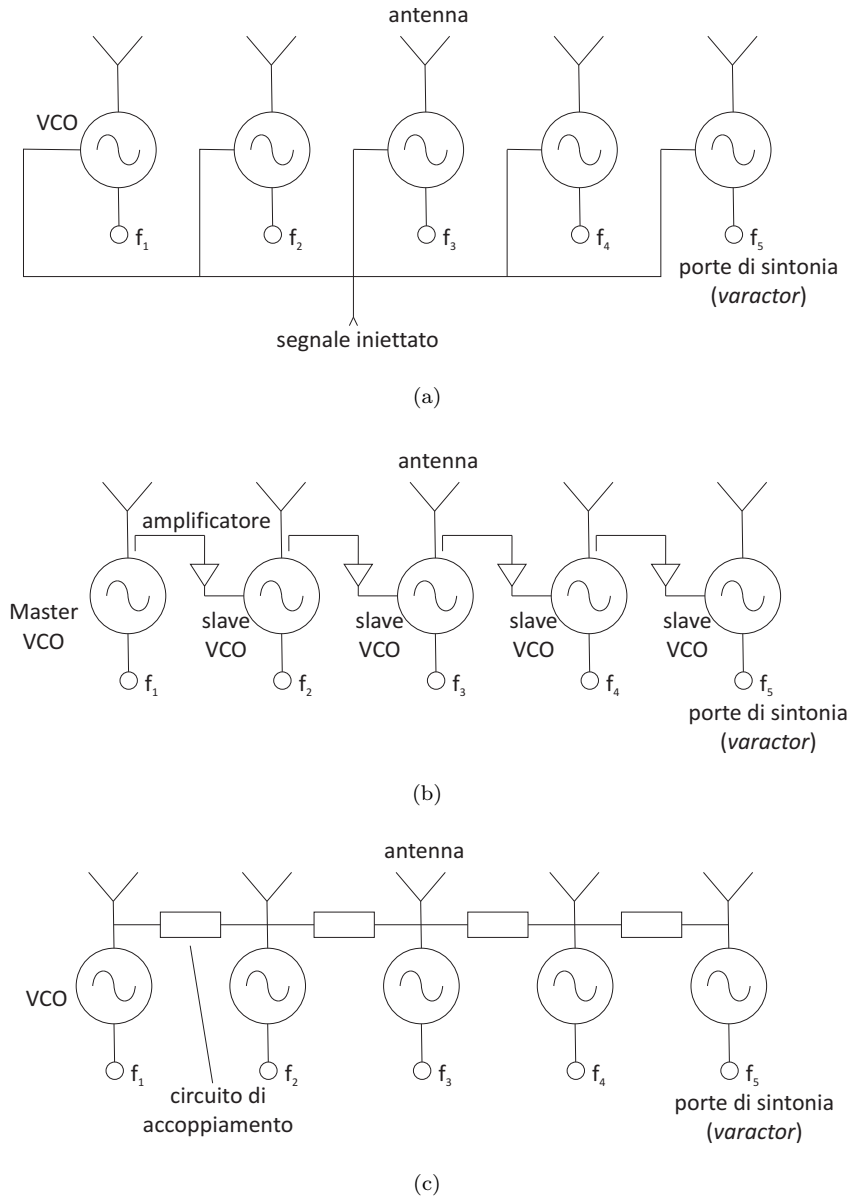 antenna
VCO
f₁ f₂ f₃ f₄ f₅
porte di sintonia
(varactor)
segnale iniettato
(a)
antenna
amplificatore
Master
VCO
slave
VCO
slave
VCO
slave
VCO
slave
VCO
f₁ f₂ f₃ f₄ f₅
porte di sintonia
(varactor)
(b)
antenna
VCO
f₁ f₂ f₃ f₄ f₅
circuito di
accoppiamento
porte di sintonia
(varactor)
(c)